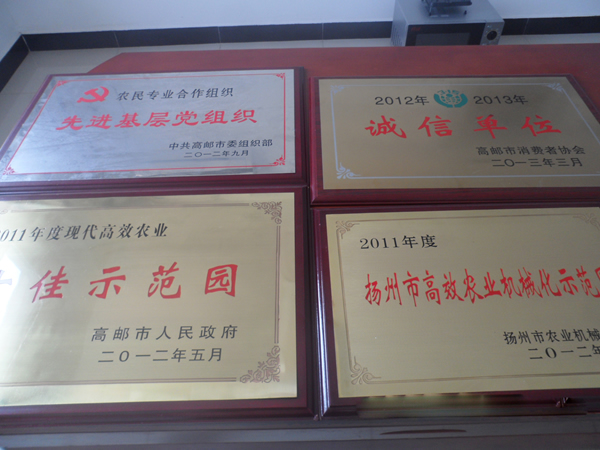 农民专业合作组织
先进基层党组织
中共高邮市委组织部
二〇一二年九月
2012年 2013年
诚信单位
高邮市消费者协会
二〇一三年三月
2011年度现代高效农业
十佳示范园
高邮市人民政府
二〇一二年五月
2011年度
扬州市高效农业机械化示范园
扬州市农业机械
二〇一二年